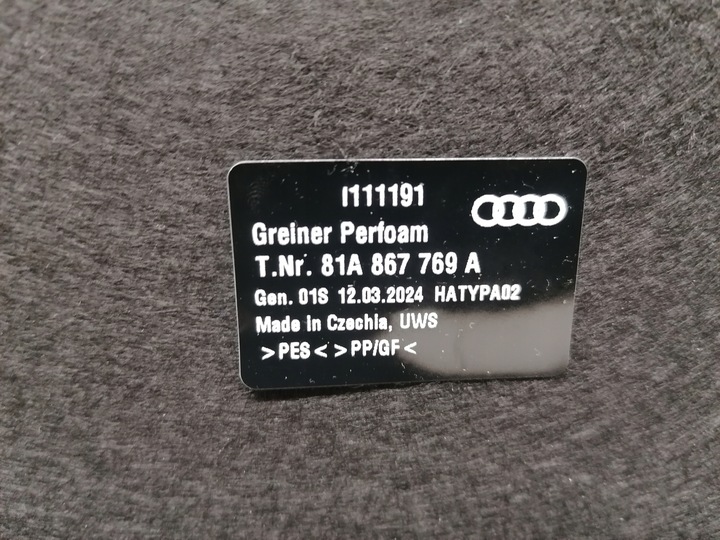 I111191
Greiner Perfoam
T.Nr. 81A 867 769 A
Gen. 01S 12.03.2024 HATYPA02
Made in Czechia, UWS
>PES< >PP/GF<